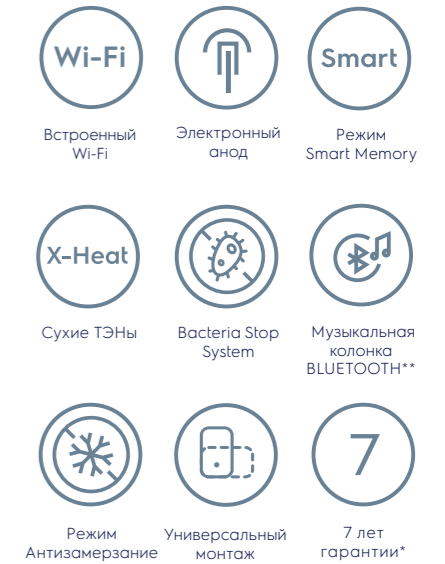 Wi-Fi
Smart
Встроенный
Wi-Fi
Электронный
анод
Режим
Smart Memory
X-Heat
Сухие ТЭНы
Bacteria Stop
System
Музыкальная
колонка
BLUETOOTH**
7
Режим
Антизамерзание
Универсальный
монтаж
7 лет
гарантии*